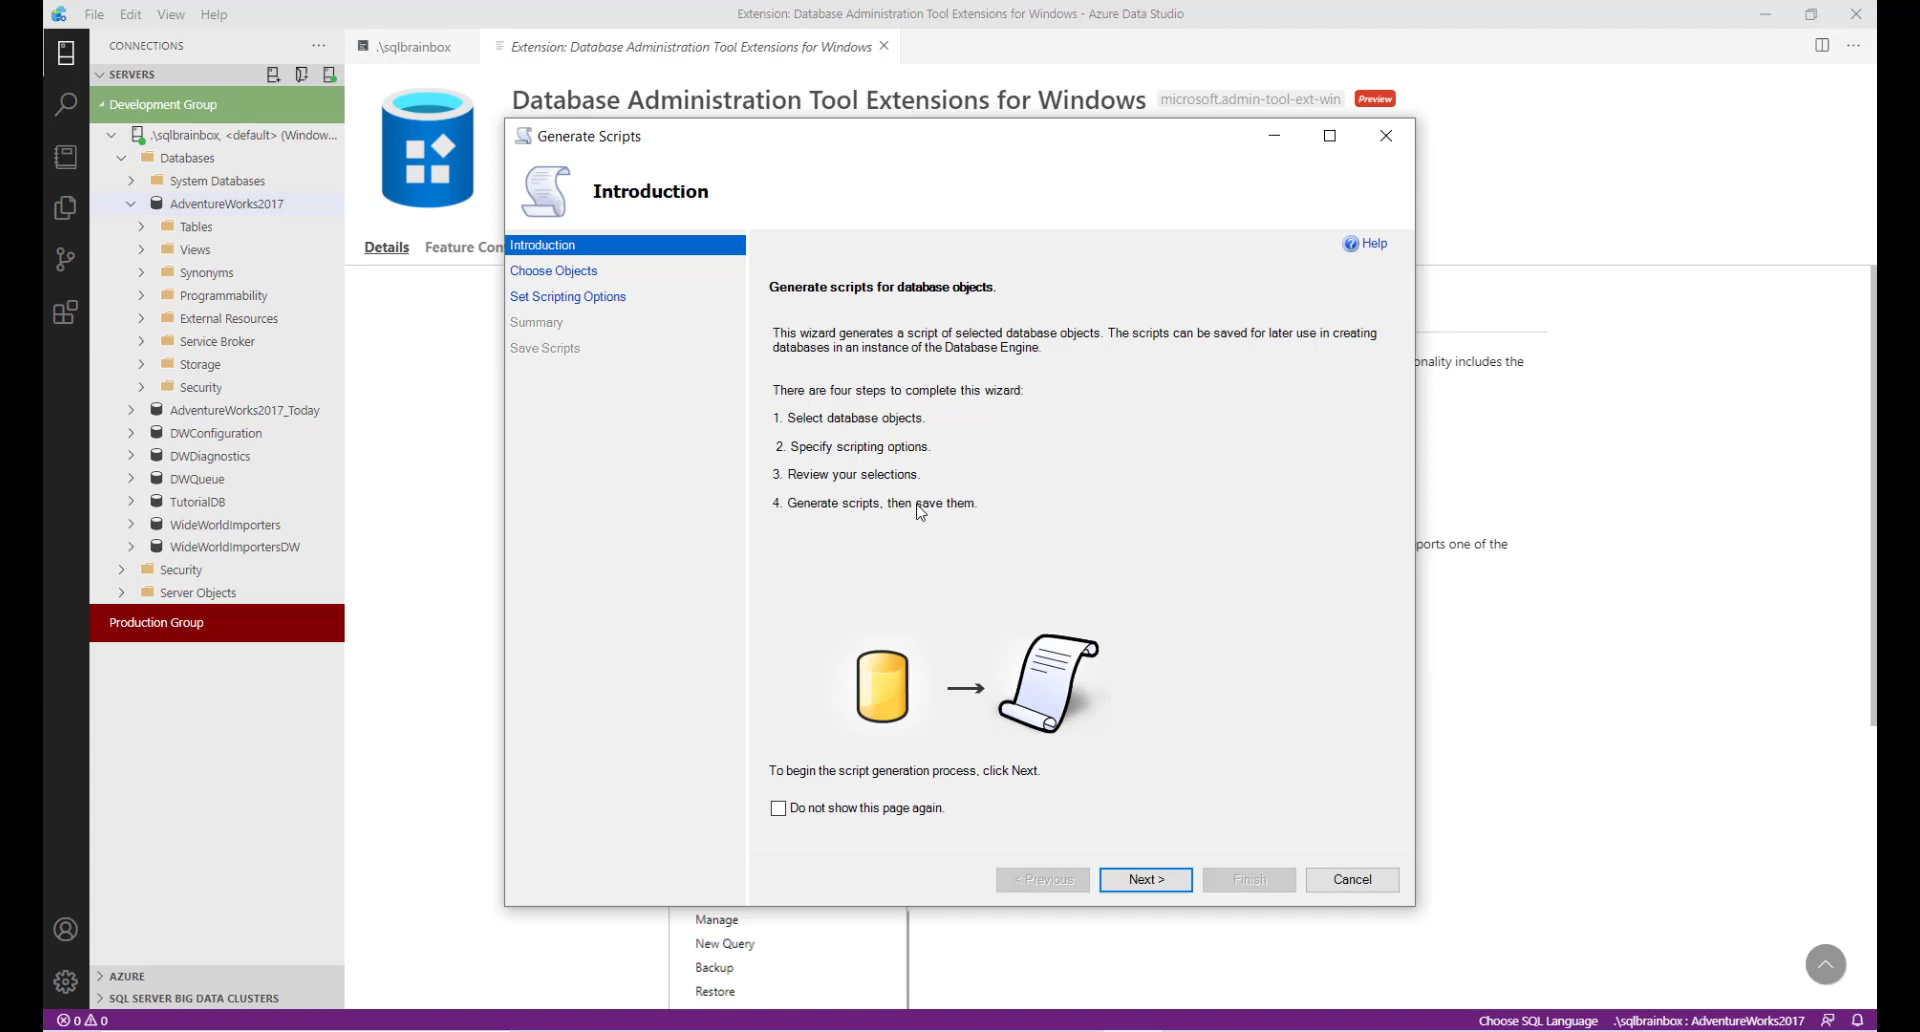 File Edit View Help
Extension: Database Administration Tool Extensions for Windows - Azure Data Studio
CONNECTIONS
.\sqlbrainbox
Extension: Database Administration Tool Extensions for Windows
SERVERS
Development Group
.\sqlbrainbox, <default> (Window...
Databases
System Databases
AdventureWorks2017
Tables
Views
Synonyms
Programmability
External Resources
Service Broker
Storage
Security
AdventureWorks2017_Today
DWConfiguration
DWDiagnostics
DWQueue
TutorialDB
WideWorldImporters
WideWorldImportersDW
Security
Server Objects
Production Group
AZURE
SQL SERVER BIG DATA CLUSTERS
Database Administration Tool Extensions for Windows microsoft.admin-tool-ext-win Preview
Details Feature Con
onality includes the
ports one of the
Generate Scripts
Introduction
Introduction
Choose Objects
Set Scripting Options
Summary
Save Scripts
Help
Generate scripts for database objects.
This wizard generates a script of selected database objects. The scripts can be saved for later use in creating
databases in an instance of the Database Engine.
There are four steps to complete this wizard:
1. Select database objects.
2. Specify scripting options.
3. Review your selections.
4. Generate scripts, then save them.
To begin the script generation process, click Next.
Do not show this page again.
< Previous Next > Finish Cancel
Manage
New Query
Backup
Restore
0 0
Choose SQL Language .\sqlbrainbox : AdventureWorks2017